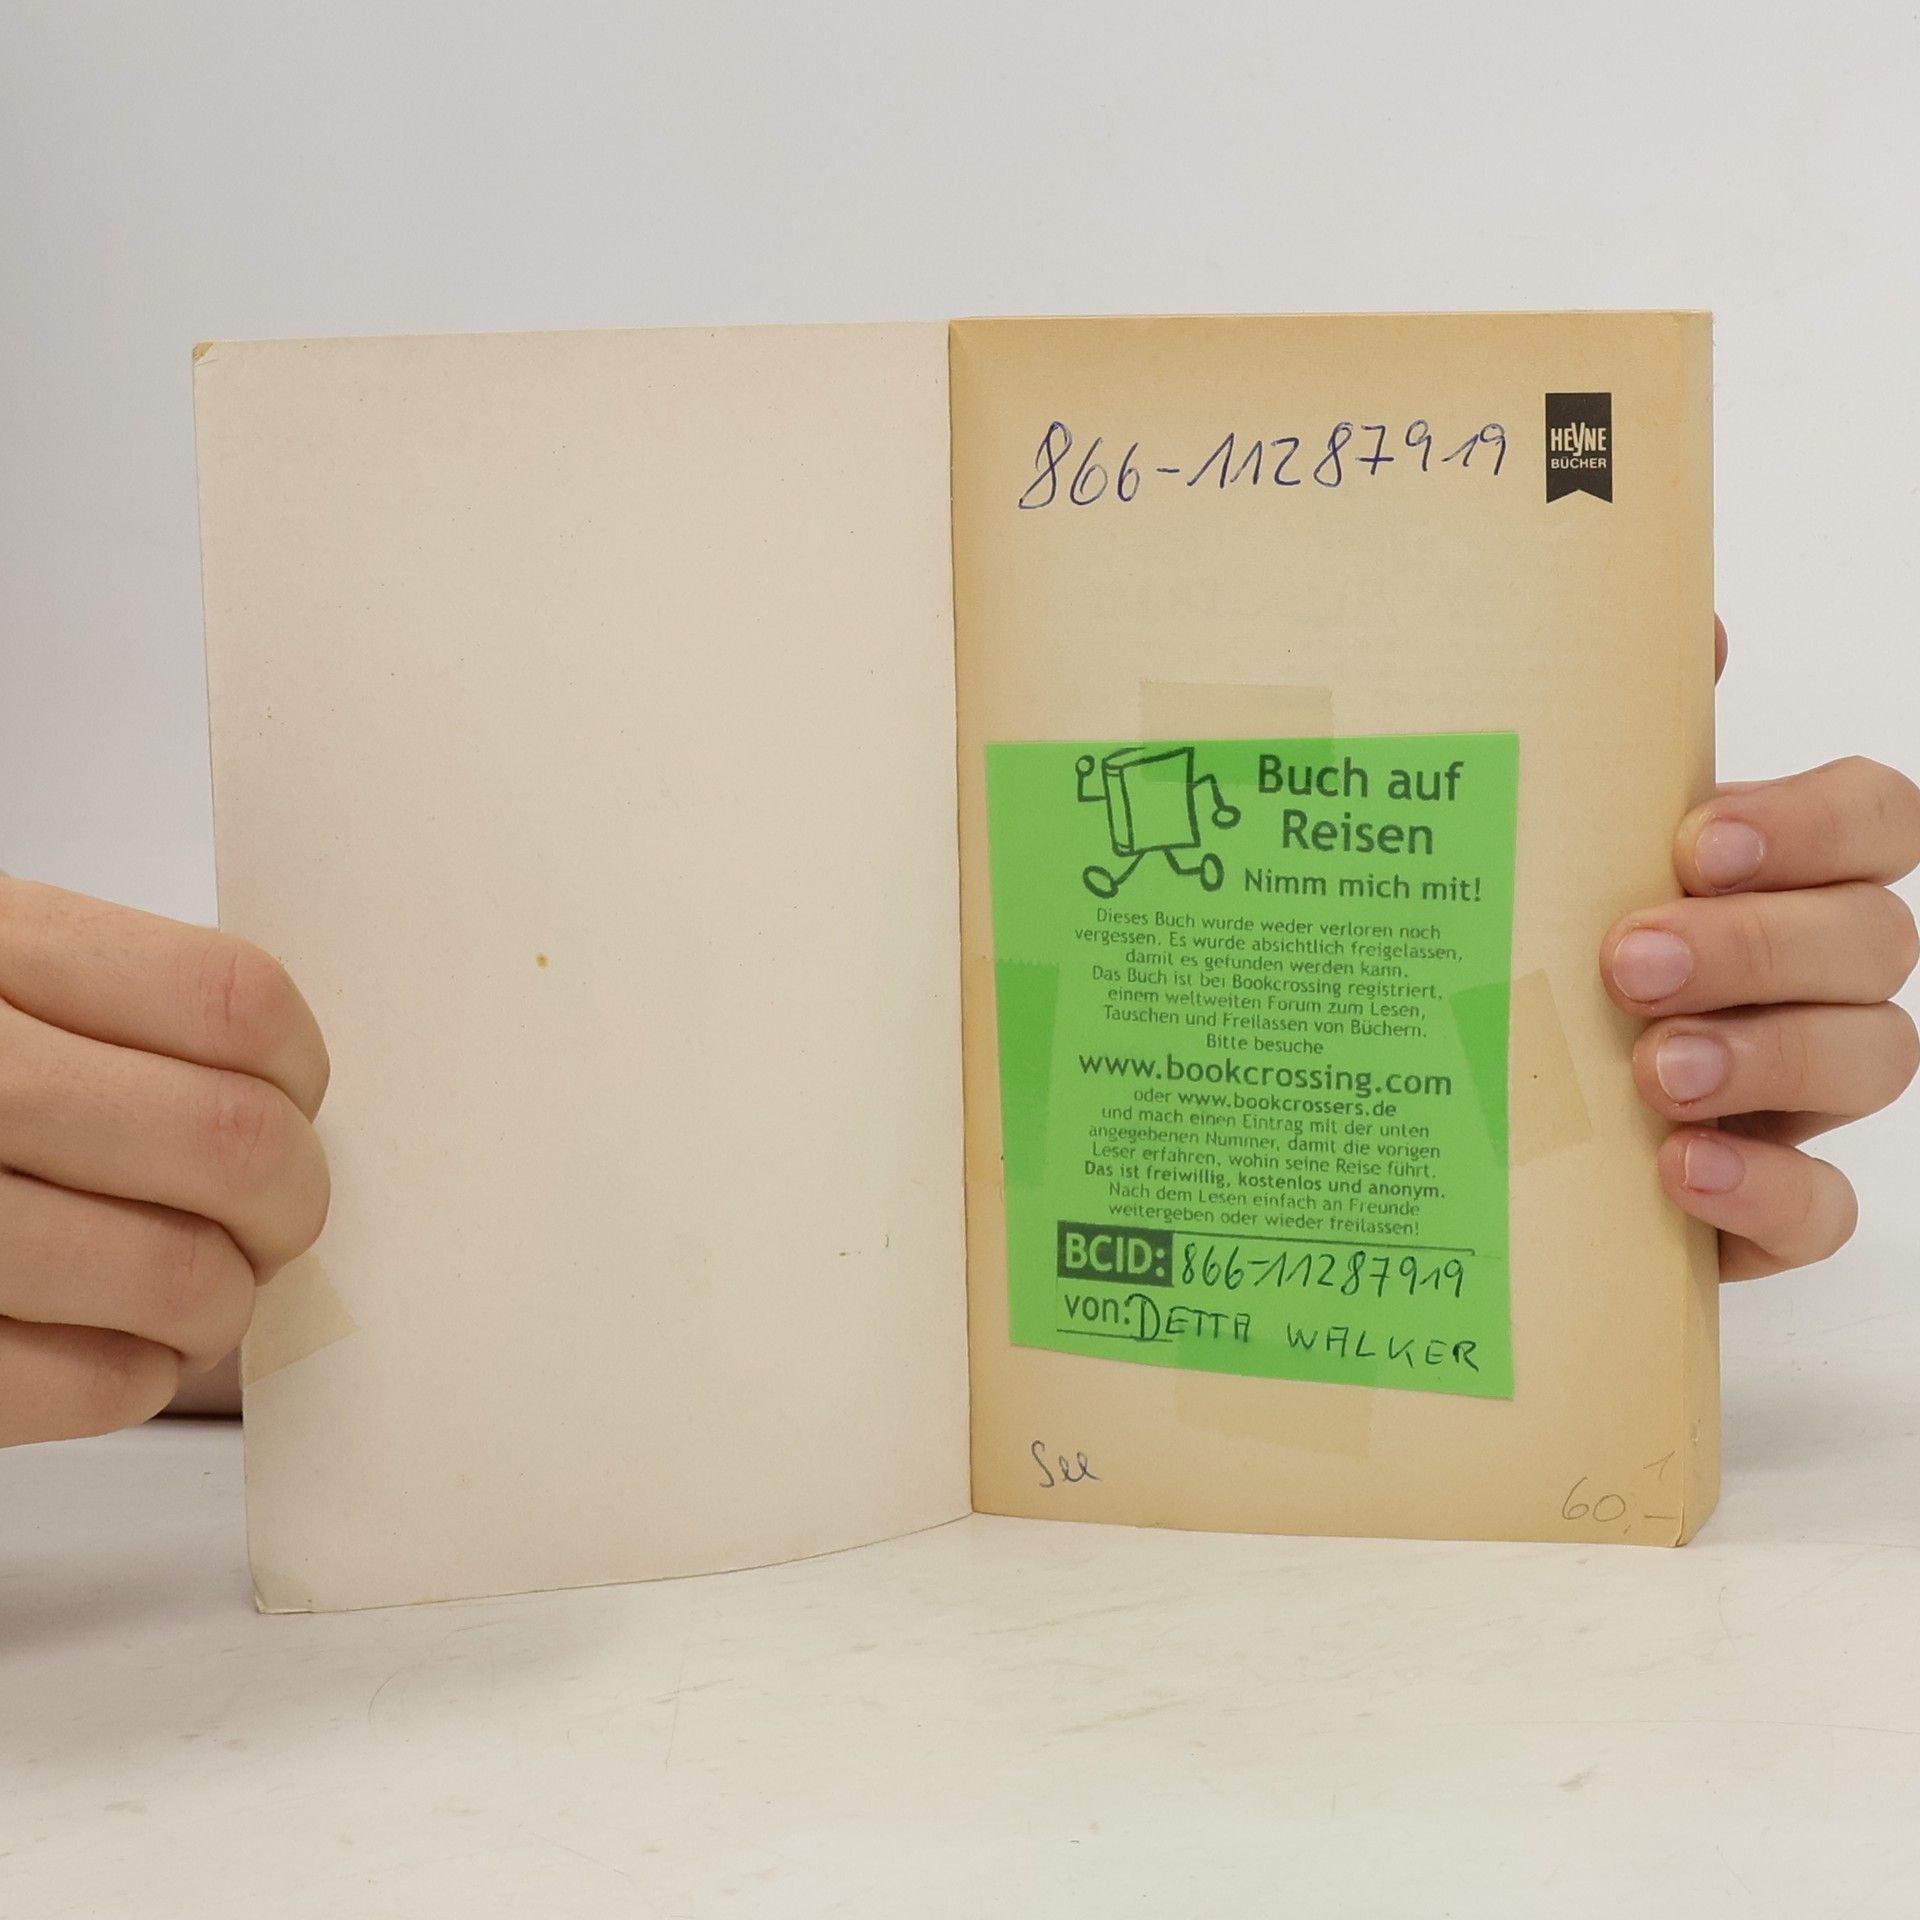 866-11287919
HEYNE
BÜCHER
Buch auf
Reisen
Nimm mich mit!
Dieses Buch wurde weder verloren noch
vergessen. Es wurde absichtlich freigelassen,
damit es gefunden werden kann.
Das Buch ist bei Bookcrossing registriert,
einem weltweiten Forum zum Lesen,
Tauschen und Freilassen von Büchern.
Bitte besuche
www.bookcrossing.com
oder www.bookcrossers.de
und mach einen Eintrag mit der unten
angegebenen Nummer, damit die vorigen
Leser erfahren, wohin seine Reise führt.
Das ist freiwillig, kostenlos und anonym.
Nach dem Lesen einfach an Freunde
weitergeben oder wieder freilassen!
BCID: 866-11287919
von: DETTA WALKER
1
60,-